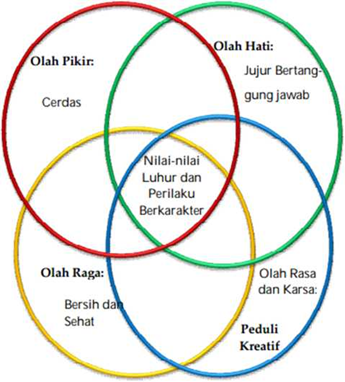 Olah Pikir:
Cerdas
Olah Hati:
Jujur Bertang-
gung jawab
Nilai-nilai
Luhur dan
Perilaku
Berkarakter
Olah Raga:
Bersih dan
Sehat
Olah Rasa
dan Karsa:
Peduli
Kreatif